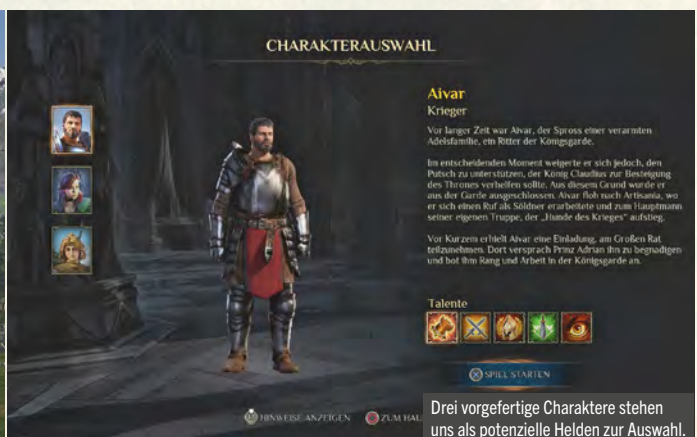 CHARAKTERAUSWAHL
Aivar
Krieger
Vor langer Zeit war Aivar, der Spross einer verarmten
Adelsfamilie, ein Ritter der Königsgarde.
Im entscheidenden Moment weigerte er sich jedoch, den
Putsch zu unterstützen, der König Claudius zur Besteigung
des Thrones verhelfen sollte. Aus diesem Grund wurde er
aus der Garde ausgeschlossen. Aivar floh nach Artisania, wo
er sich einen Ruf als Söldner erarbeitete und zum Hauptmann
seiner eigenen Truppe, der „Hunde des Krieges“ aufstieg.
Vor Kurzem erhielt Aivar eine Einladung, am Großen Rat
teilzunehmen. Dort versprach Prinz Adrian ihn zu begnadigen
und bot ihm Rang und Arbeit in der Königsgarde an.
Talente
SPIEL STARTEN
HINWEISE ANZEIGEN ZUM HAU
Drei vorgefertige Charaktere stehen
uns als potenzielle Helden zur Auswahl.